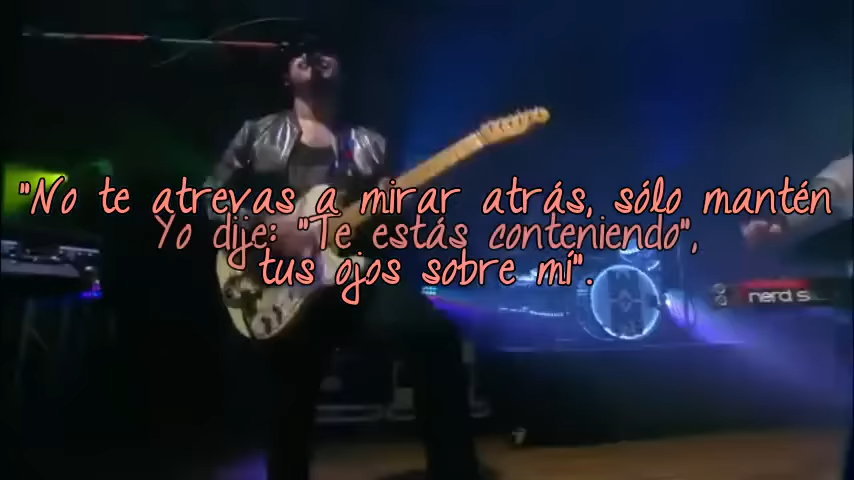 "No te atrevas a mirar atrás, sólo mantén
Yo dije: "Te estás conteniendo",
tus ojos sobre mí".
nerd s